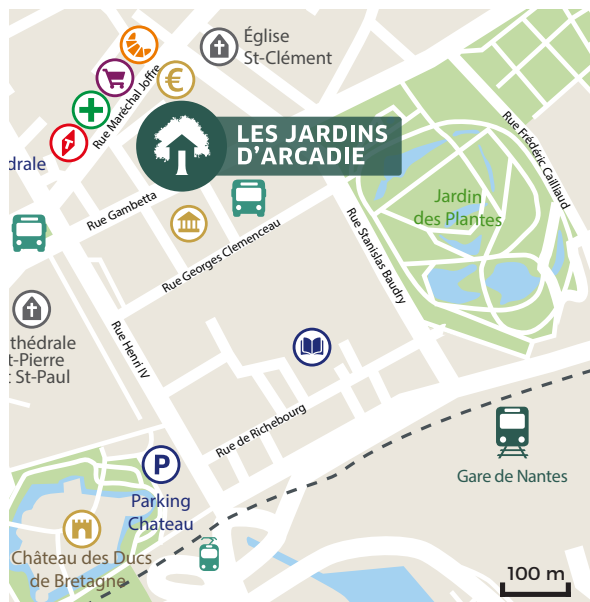 Église
St-Clément
€
Rue Maréchal Joffre
LES JARDINS
D'ARCADIE
drale
Rue Frédéric Cailliaud
Jardin
des Plantes
Rue Gambetta
Rue Georges Clemenceau
Rue Stanislas Baudry
thédrale
t-Pierre
t St-Paul
Rue Henri IV
Rue de Richebourg
P
Parking
Chateau
Gare de Nantes
Château des Ducs
de Bretagne
100 m